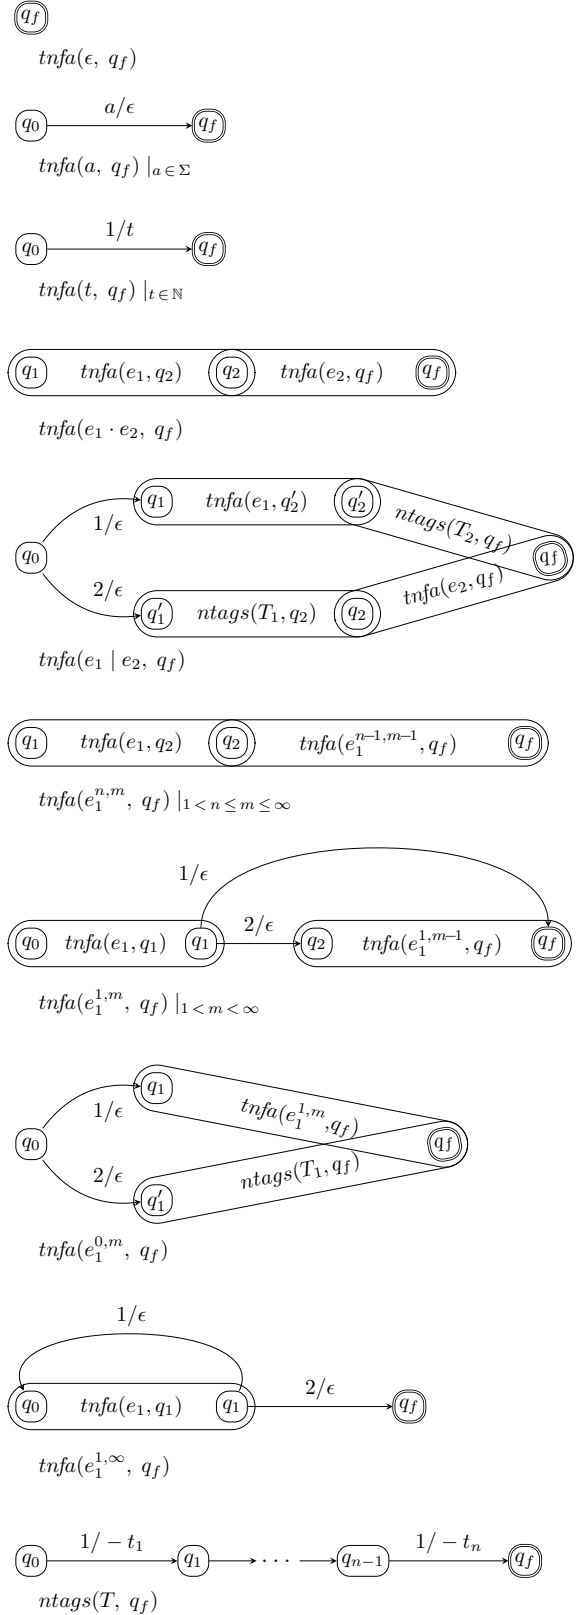 q_f
tnfa(ϵ, q_f)
a/ϵ
q_0 q_f
tnfa(a, q_f) |_{a ∈ Σ}
1/t
q_0 q_f
tnfa(t, q_f) |_{t ∈ ℕ}
q_1 tnfa(e_1, q_2) q_2 tnfa(e_2, q_f) q_f
tnfa(e_1 · e_2, q_f)
q_1 tnfa(e_1, q_2′) q_2′ ntags(T_2, q_f)
1/ϵ
q_0 q_f
2/ϵ
q_1′ ntags(T_1, q_2) q_2 tnfa(e_2, q_f)
tnfa(e_1 | e_2, q_f)
q_1 tnfa(e_1, q_2) q_2 tnfa(e_1^{n−1,m−1}, q_f) q_f
tnfa(e_1^{n,m}, q_f) |_{1 < n ≤ m ≤ ∞}
1/ϵ
q_0 tnfa(e_1, q_1) q_1 2/ϵ q_2 tnfa(e_1^{1,m−1}, q_f) q_f
tnfa(e_1^{1,m}, q_f) |_{1 < m < ∞}
q_1 tnfa(e_1^{1,m}, q_f)
1/ϵ
q_0 q_f
2/ϵ
q_1′ ntags(T_1, q_f)
tnfa(e_1^{0,m}, q_f)
1/ϵ
q_0 tnfa(e_1, q_1) q_1 2/ϵ q_f
tnfa(e_1^{1,∞}, q_f)
1/ − t_1 1/ − t_n
q_0 q_1 · · · q_{n−1} q_f
ntags(T, q_f)